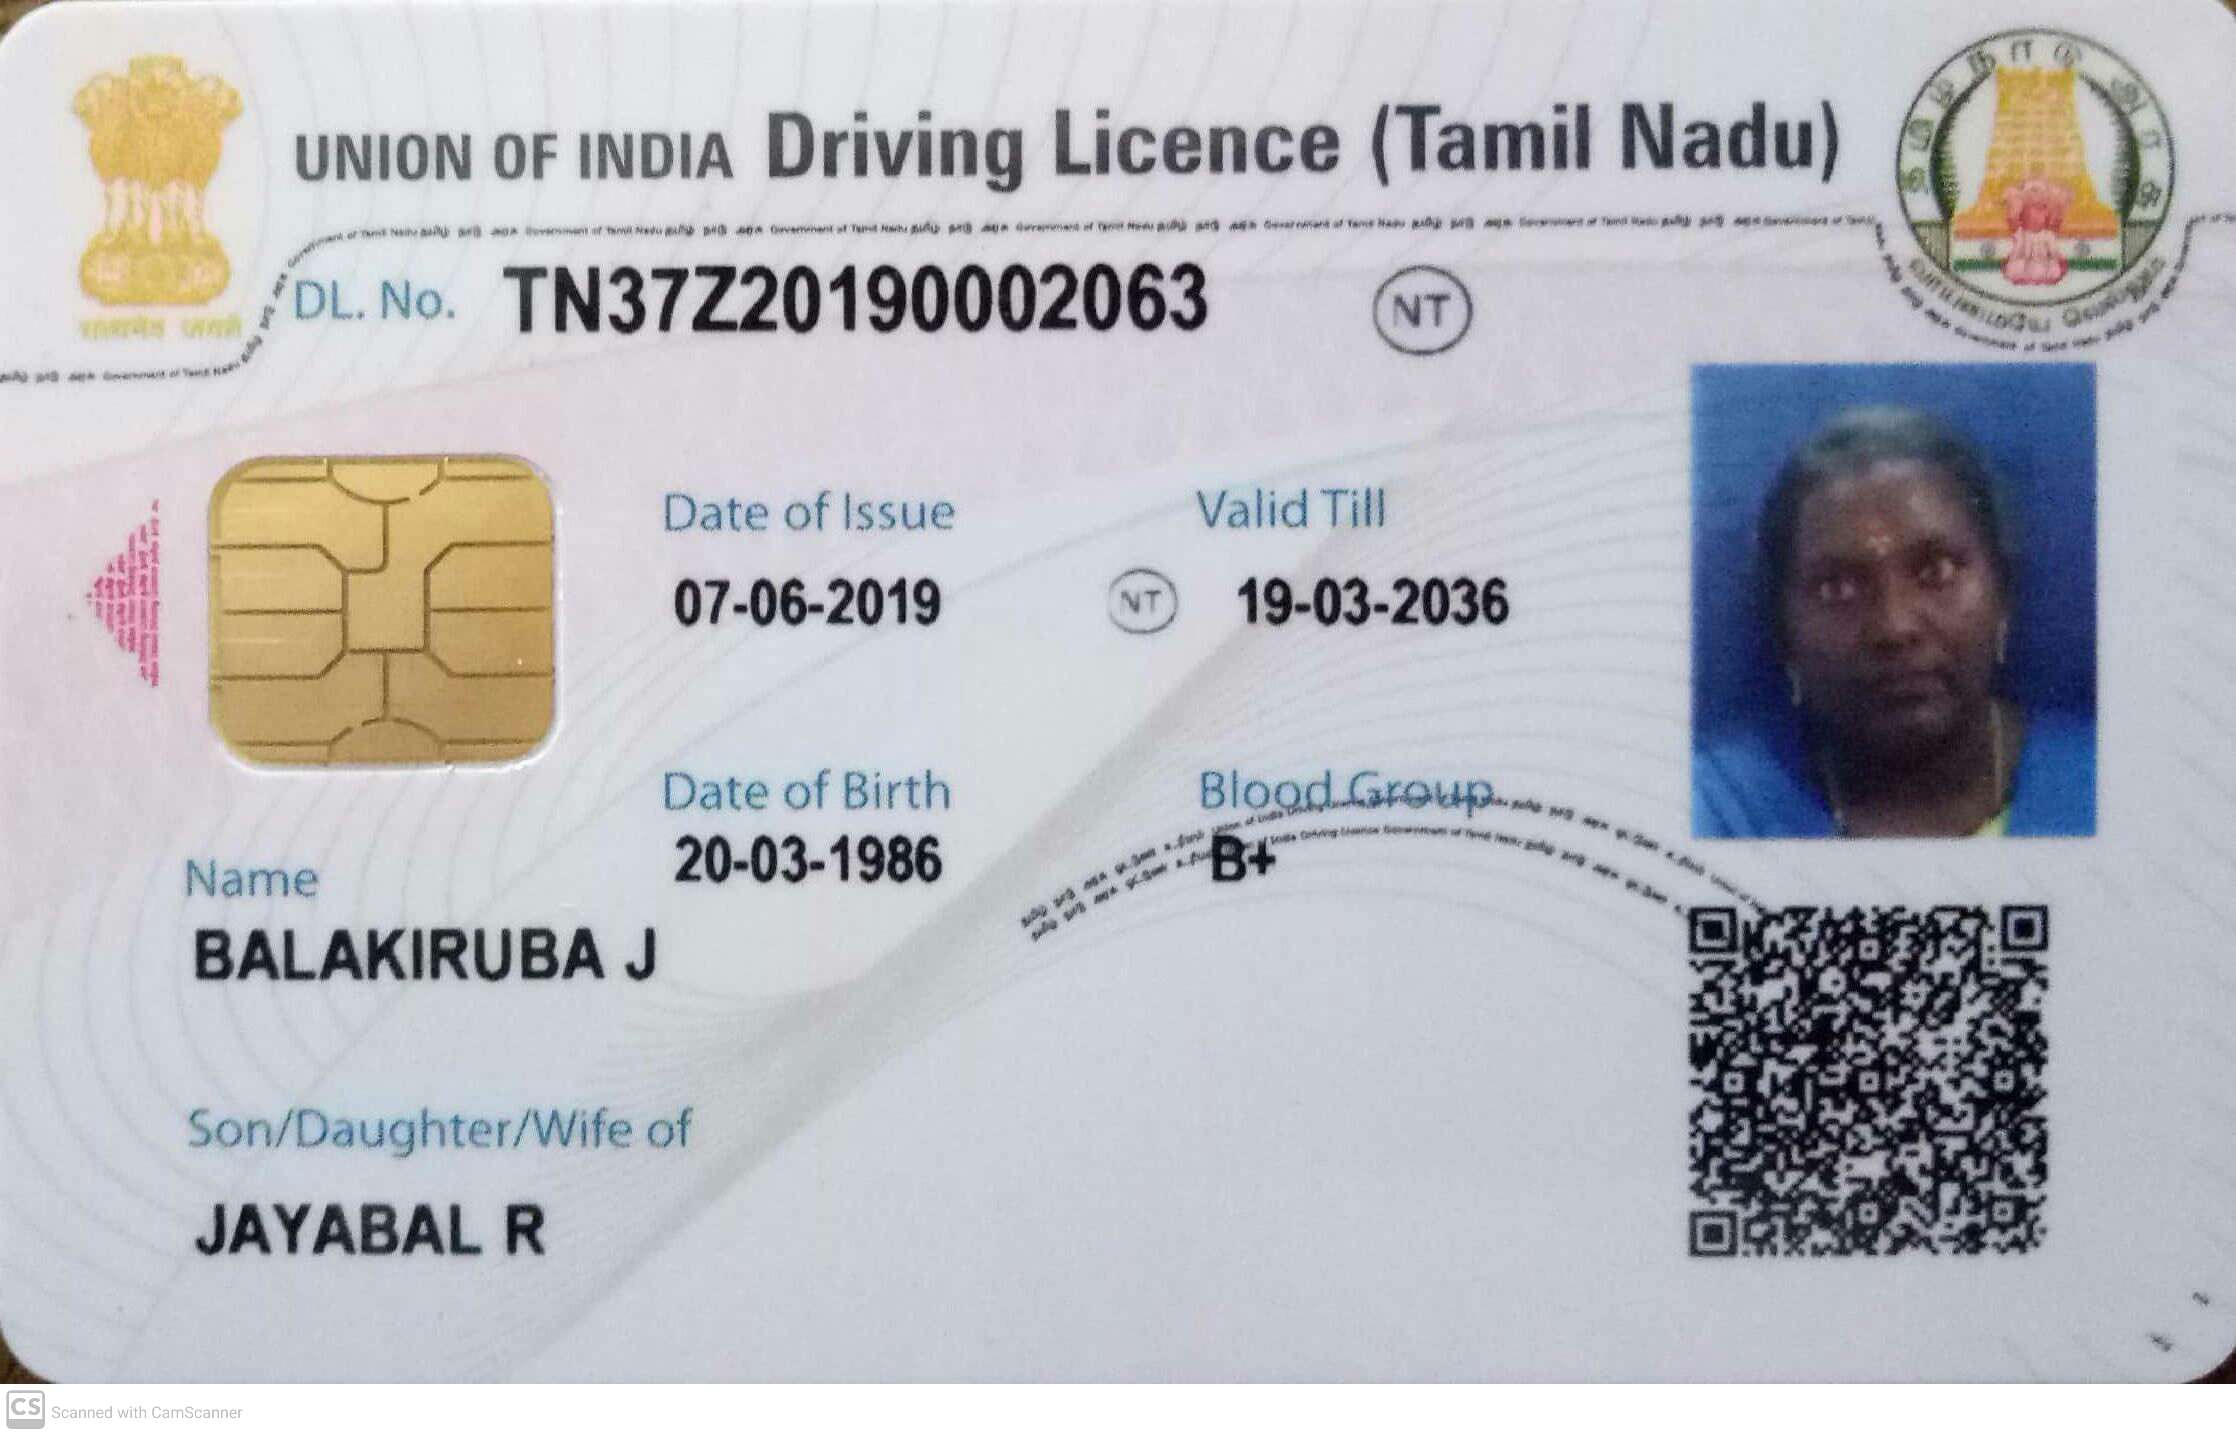 UNION OF INDIA Driving Licence (Tamil Nadu)
DL. No. TN37Z20190002063 NT
Date of Issue Valid Till
07-06-2019 NT 19-03-2036
Date of Birth Blood Group
20-03-1986 B+
Name
BALAKIRUBA J
Son/Daughter/Wife of
JAYABAL R
CS Scanned with CamScanner